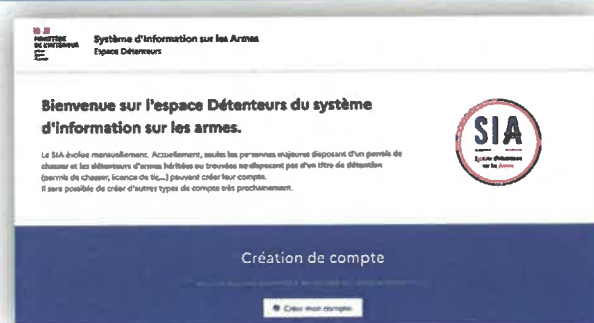 MINISTÈRE
DE L'INTÉRIEUR
Système d'Information sur les Armes
Espace Détenteurs
Bienvenue sur l'espace Détenteurs du système
d'information sur les armes.
SIA
Le SIA évolue mensuellement. Actuellement, seules les personnes majeures disposant d'un permis de
chasser et les détenteurs d'armes héritées ou trouvées ne disposant pas d'un titre de détention
(permis de chasser, licence de tir,...) peuvent créer leur compte.
Il sera possible de créer d'autres types de compte très prochainement.
Système d'information
sur les Armes
Création de compte
Créer mon compte